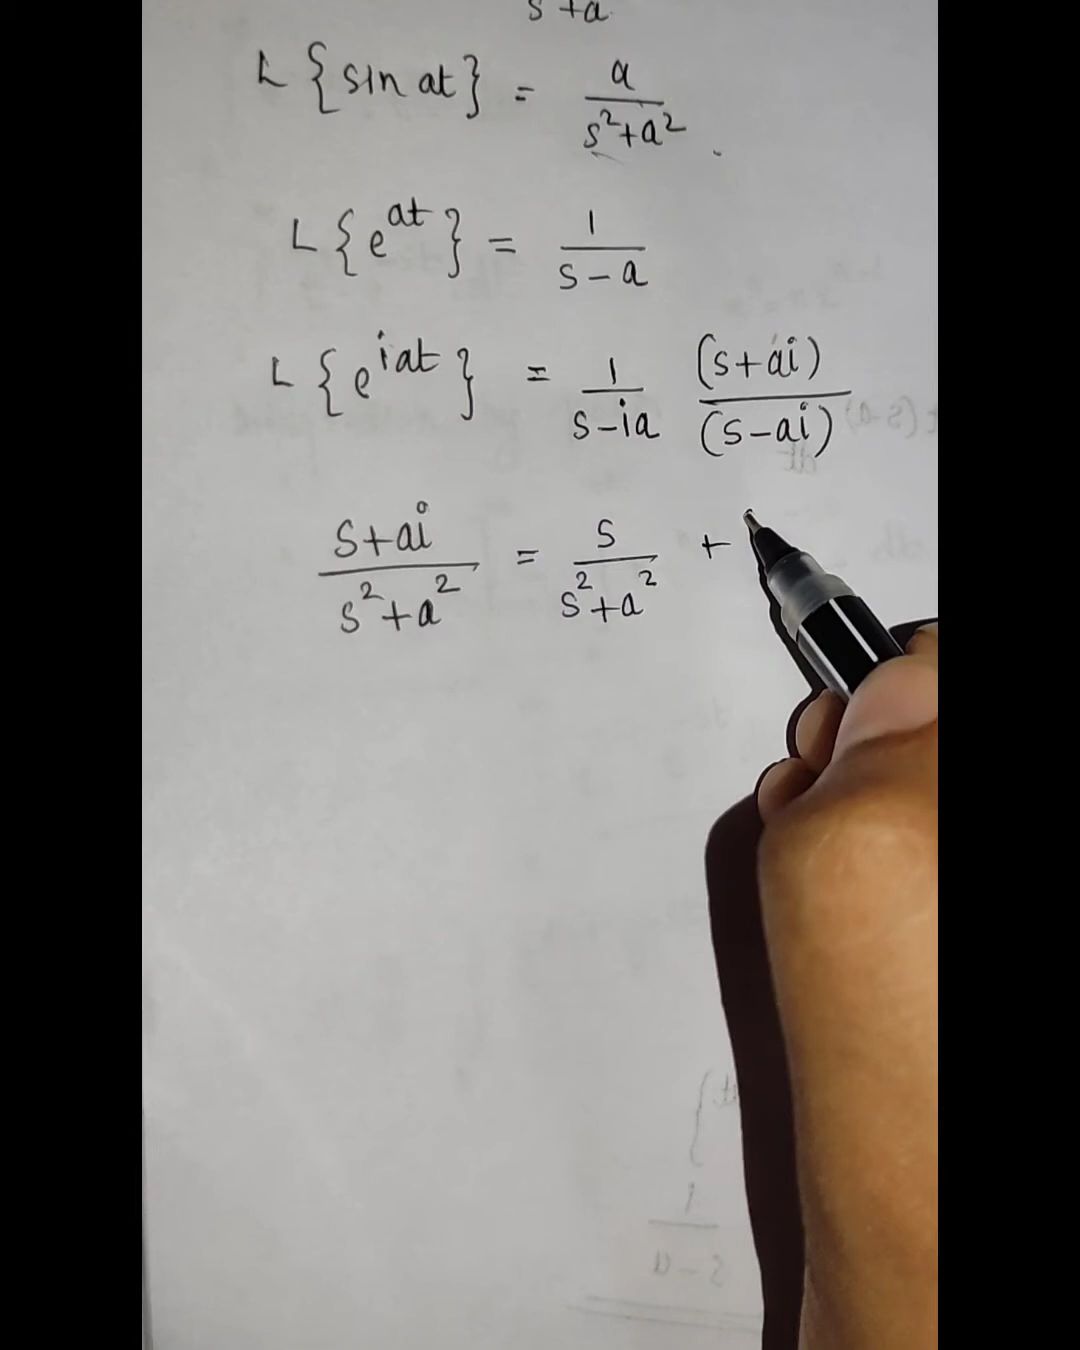 s +a
L {sin at} = a / s²+a²
L {e^at} = 1 / s-a
L {e^iat} = 1 / s-ia (s+ai) / (s-ai)
s+ai / s²+a² = s / s²+a² +